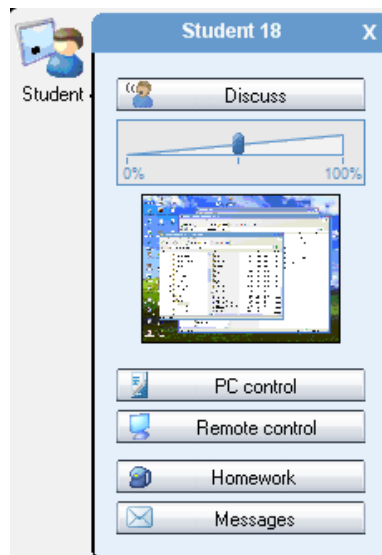 Student 18 X
Student
Discuss
0% 100%
PC control
Remote control
Homework
Messages